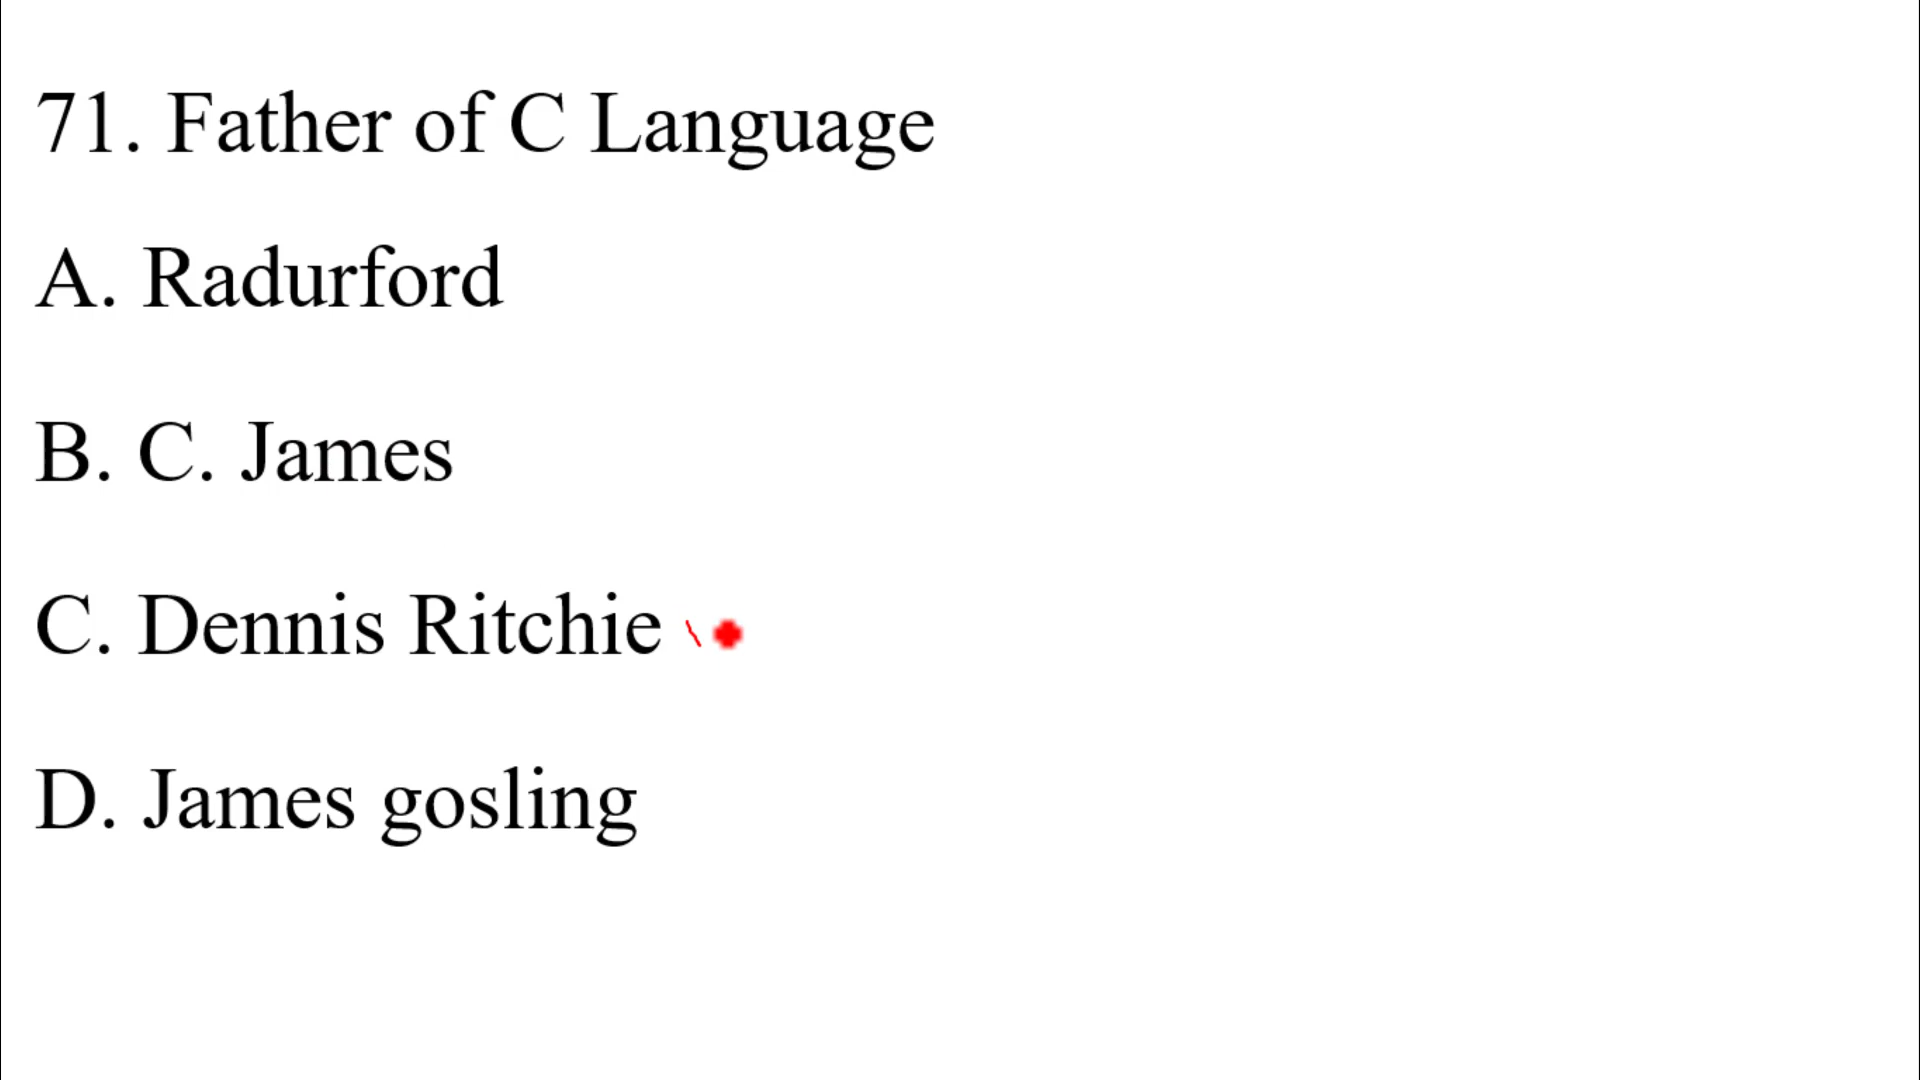 71. Father of C Language
A. Radurford
B. C. James
C. Dennis Ritchie
D. James gosling